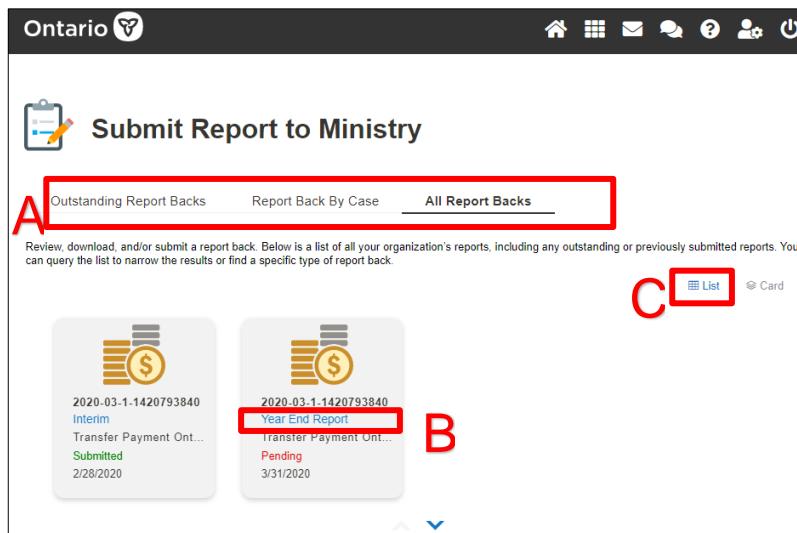 Ontario
Submit Report to Ministry
A
Outstanding Report Backs Report Back By Case All Report Backs
Review, download, and/or submit a report back. Below is a list of all your organization's reports, including any outstanding or previously submitted reports. You
can query the list to narrow the results or find a specific type of report back.
C
List Card
2020-03-1-1420793840
Interim
Transfer Payment Ont...
Submitted
2/28/2020
2020-03-1-1420793840
Year End Report
Transfer Payment Ont...
Pending
3/31/2020
B